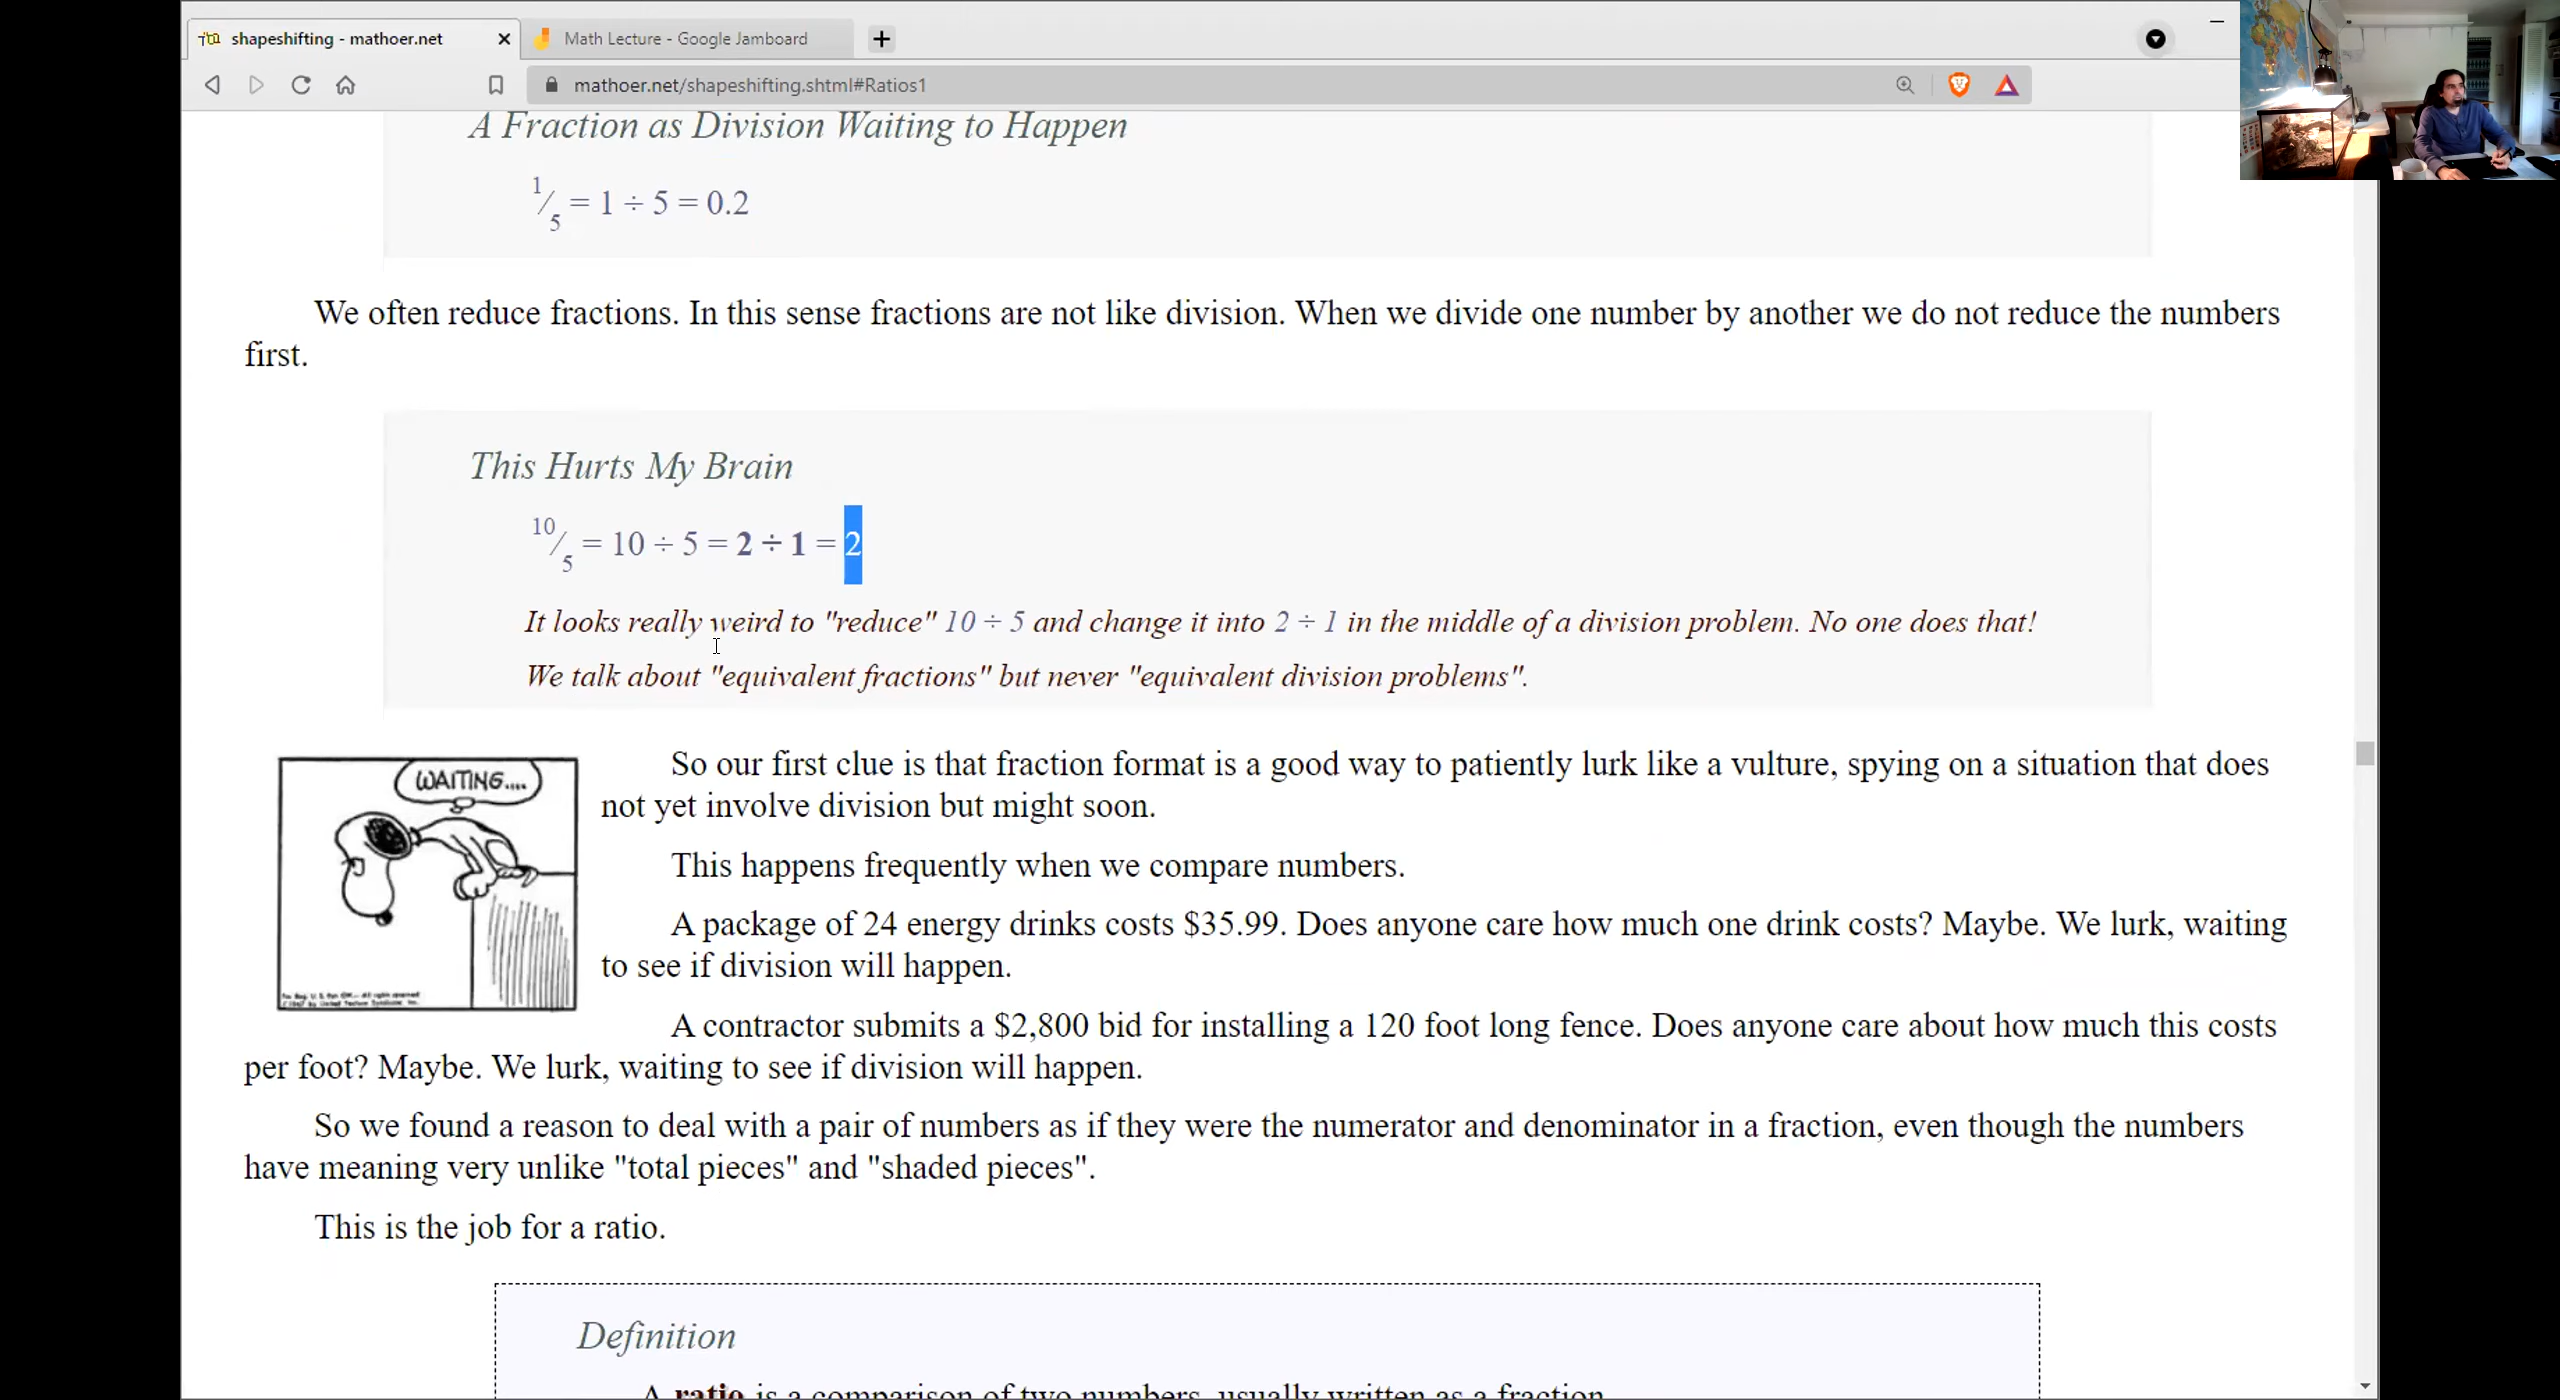 shapeshifting - mathoer.net
Math Lecture - Google Jamboard
mathoer.net/shapeshifting.shtml#Ratios1
A Fraction as Division Waiting to Happen
1/5 = 1 ÷ 5 = 0.2
We often reduce fractions. In this sense fractions are not like division. When we divide one number by another we do not reduce the numbers
first.
This Hurts My Brain
10/5 = 10 ÷ 5 = 2 ÷ 1 = 2
It looks really weird to "reduce" 10 ÷ 5 and change it into 2 ÷ 1 in the middle of a division problem. No one does that!
We talk about "equivalent fractions" but never "equivalent division problems".
WAITING....
So our first clue is that fraction format is a good way to patiently lurk like a vulture, spying on a situation that does
not yet involve division but might soon.
This happens frequently when we compare numbers.
A package of 24 energy drinks costs $35.99. Does anyone care how much one drink costs? Maybe. We lurk, waiting
to see if division will happen.
A contractor submits a $2,800 bid for installing a 120 foot long fence. Does anyone care about how much this costs
per foot? Maybe. We lurk, waiting to see if division will happen.
So we found a reason to deal with a pair of numbers as if they were the numerator and denominator in a fraction, even though the numbers
have meaning very unlike "total pieces" and "shaded pieces".
This is the job for a ratio.
Definition
A ratio is a comparison of two numbers, usually written as a fraction